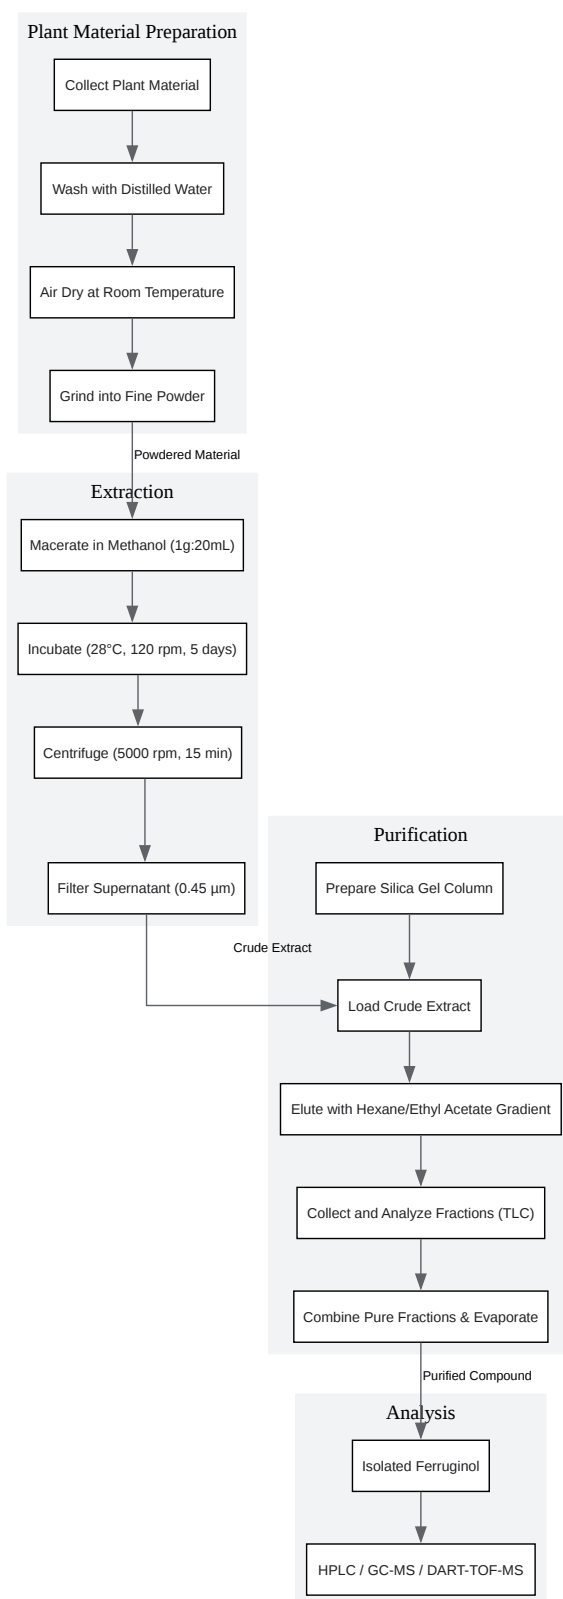 Plant Material Preparation
Collect Plant Material
Wash with Distilled Water
Air Dry at Room Temperature
Grind into Fine Powder
Powdered Material
Extraction
Macerate in Methanol (1g:20mL)
Incubate (28°C, 120 rpm, 5 days)
Centrifuge (5000 rpm, 15 min)
Filter Supernatant (0.45 µm)
Crude Extract
Purification
Prepare Silica Gel Column
Load Crude Extract
Elute with Hexane/Ethyl Acetate Gradient
Collect and Analyze Fractions (TLC)
Combine Pure Fractions & Evaporate
Purified Compound
Analysis
Isolated Ferruginol
HPLC / GC-MS / DART-TOF-MS